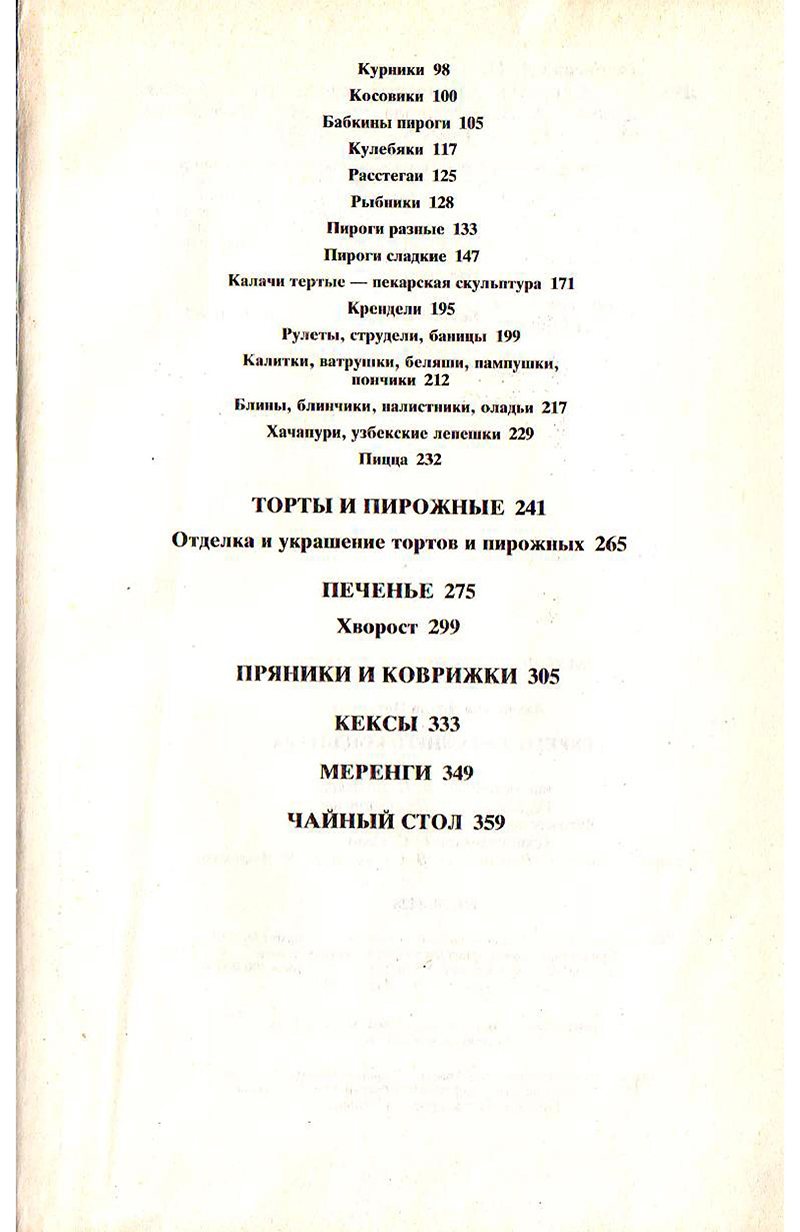 Курники 98
Косовики 100
Бабкины пироги 105
Кулебяки 117
Расстегаи 125
Рыбники 128
Пироги разные 133
Пироги сладкие 147
Калачи тертые — пекарская скульптура 171
Крендели 195
Рулеты, струдели, баницы 199
Калитки, ватрушки, беляши, пампушки,
пончики 212
Блины, блинчики, налистники, оладьи 217
Хачапури, узбекские лепешки 229
Пицца 232
ТОРТЫ И ПИРОЖНЫЕ 241
Отделка и украшение тортов и пирожных 265
ПЕЧЕНЬЕ 275
Хворост 299
ПРЯНИКИ И КОВРИЖКИ 305
КЕКСЫ 333
МЕРЕНГИ 349
ЧАЙНЫЙ СТОЛ 359